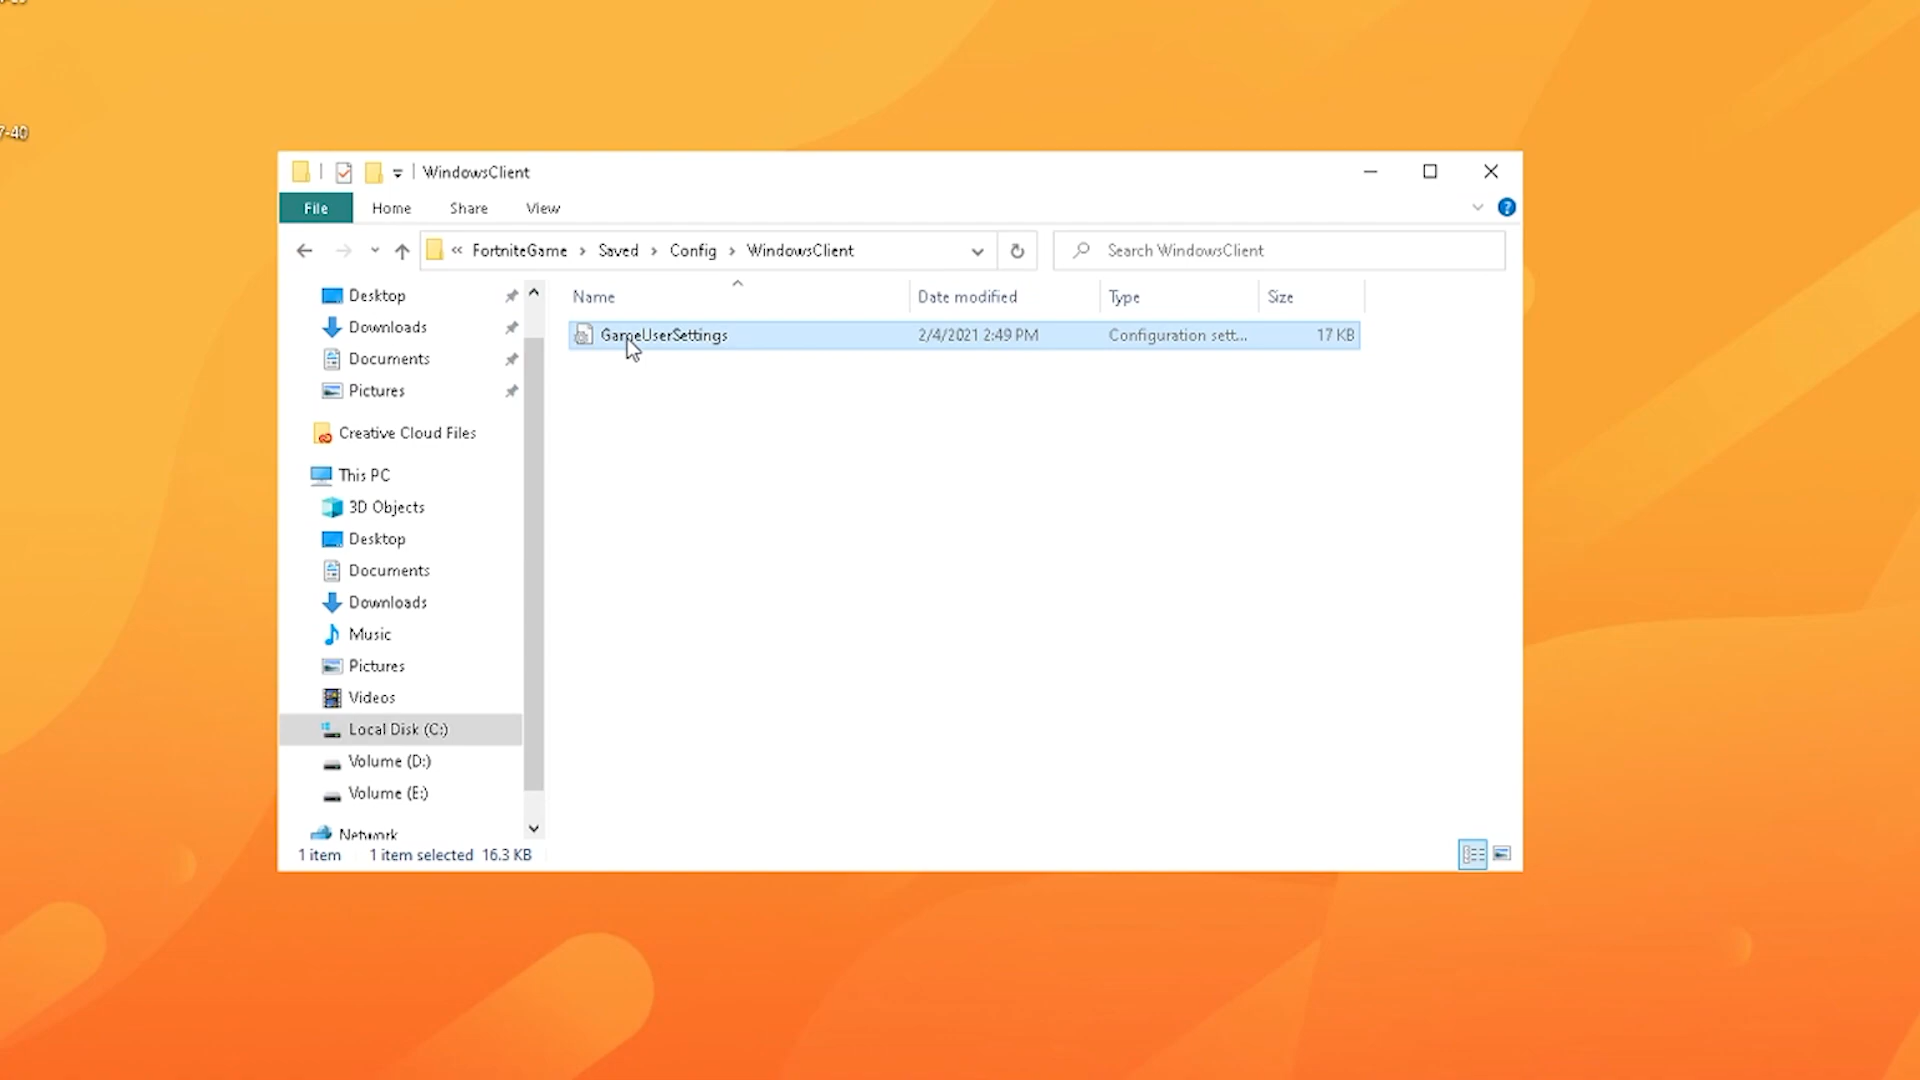 7-40
WindowsClient
File Home Share View
« FortniteGame > Saved > Config > WindowsClient
Search WindowsClient
Name Date modified Type Size
GameUserSettings 2/4/2021 2:49 PM Configuration sett... 17 KB
Desktop
Downloads
Documents
Pictures
Creative Cloud Files
This PC
3D Objects
Desktop
Documents
Downloads
Music
Pictures
Videos
Local Disk (C:)
Volume (D:)
Volume (E:)
Network
1 item 1 item selected 16.3 KB